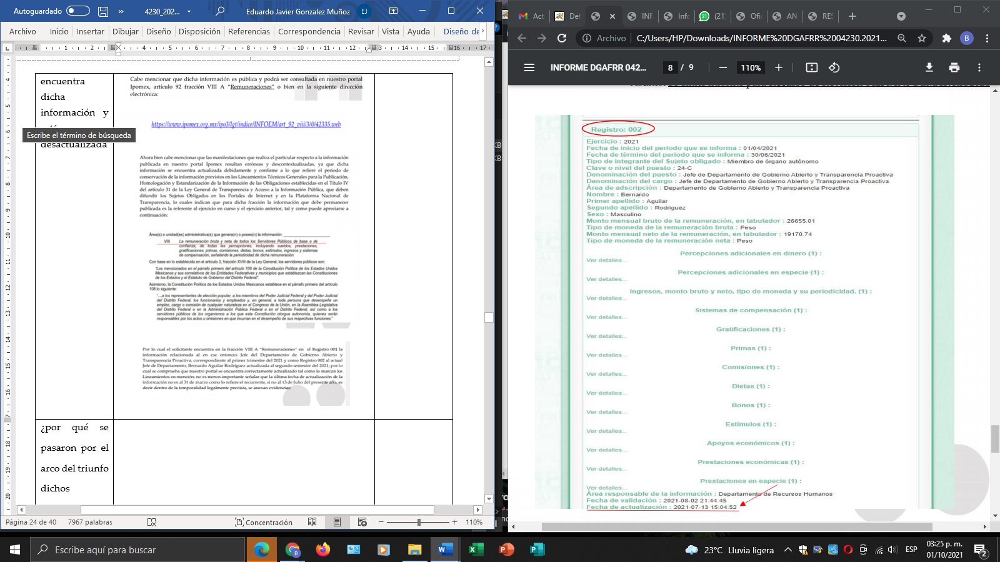 Autoguardado
4230_202...
Eduardo Javier Gonzalez Muñoz
EJ
Archivo Inicio Insertar Dibujar Diseño Disposición Referencias Correspondencia Revisar Vista Ayuda Diseño de
encuentra
dicha
información y
desactualizada
Escribe el término de búsqueda
Cabe mencionar que dicha información es pública y podrá ser consultada en nuestro portal
Ipomex, artículo 92 fracción VIII A "Remuneraciones" o bien en la siguiente dirección
electrónica:
https://www.ipomex.org.mx/ipo3/lgt/indice/INFOEM/art_92_viii/3/0/42335.web
Ahora bien cabe mencionar que las manifestaciones que realiza el particular respecto a la información
publicada en nuestro portal Ipomex resultan erróneas y descontextualizadas, ya que dicha
información se encuentra actualizada debidamente y confirme a lo que refiere el periodo de
conservación de la información previstos en los Lineamientos Técnicos Generales para la Publicación,
Homologación y Estandarización de la Información de las Obligaciones establecidas en el Titulo IV
del artículo 31 de la Ley General de Transparencia y Acceso a la Información Pública, que deben
difundir los Sujetos Obligados en los Portales de Internet y en la Plataforma Nacional de
Transparencia, lo cuales indican que para dicha fracción la información que debe permanecer
publicada es la referente al ejercicio en curso y el ejercicio anterior, tal y como puede apreciarse a
continuación:
Área(s) o unidad(es) administrativa(s) que genera(n) o posee(n) la información:
VIII. La remuneración bruta y neta de todos los Servidores Públicos de base o de
confianza, de todas las percepciones, incluyendo sueldos, prestaciones,
gratificaciones, primas, comisiones, dietas, bonos, estímulos, ingresos y sistemas
de compensación, señalando la periodicidad de dicha remuneración
Con base en lo establecido en el artículo 3, fracción XVIII de la Ley General, los servidores públicos son:
"Los mencionados en el párrafo primero del artículo 108 de la Constitución Política de los Estados Unidos
Mexicanos y sus correlativos de las Entidades Federativas y municipios que establezcan las Constituciones
de los Estados y el Estatuto de Gobierno del Distrito Federal".
Asimismo, la Constitución Política de los Estados Unidos Mexicanos establece en el párrafo primero del artículo
108 lo siguiente:
"...a los representantes de elección popular, a los miembros del Poder Judicial Federal y del Poder Judicial
del Distrito Federal, los funcionarios y empleados y, en general, a toda persona que desempeñe un
empleo, cargo o comisión de cualquier naturaleza en el Congreso de la Unión, en la Asamblea Legislativa
del Distrito Federal o en la Administración Pública Federal o en el Distrito Federal, así como a los
servidores públicos de los organismos a los que esta Constitución otorgue autonomía, quienes serán
responsables por los actos u omisiones en que incurran en el desempeño de sus respectivas funciones."
Por lo cual el solicitante encuentra en la fracción VIII A "Remuneraciones" en el Registro 001 la
información relacionada al en ese entonces Jefe del Departamento de Gobierno Abierto y
Transparencia Proactiva, correspondiente al primer trimestre del 2021 y como Registro 002 al actual
Jefe de Departamento, Bernardo Aguilar Rodríguez actualizada al segundo semestre del 2021; por lo
cual se comprueba que nuestro portal se encuentra correctamente actualizado tal como lo marcan los
Lineamientos en mención; no es menos importante señalar que la última fecha de actualización de la
información no es al 31 de marzo como lo refiere el recurrente, si no al 13 de Julio del presente año, es
decir dentro de la temporalidad legalmente prevista, se anexan evidencias:
¿por qué se
pasaron por el
arco del triunfo
dichos
Página 24 de 40 7967 palabras
Concentración
110%
Act
Det
INF
Info
(21)
Ofi
AN
RES
Archivo C:/Users/HP/Downloads/INFORME%20DGAFRR%2004230.2021...
B
INFORME DGAFRR 042...
8 / 9
110%
Registro: 002
Ejercicio : 2021
Fecha de inicio del periodo que se informa : 01/04/2021
Fecha de término del periodo que se informa : 30/06/2021
Tipo de integrante del Sujeto obligado : Miembro de órgano autónomo
Clave o nivel del puesto : 24-C
Denominación del puesto : Jefe de Departamento de Gobierno Abierto y Transparencia Proactiva
Denominación del cargo : Jefe de Departamento de Gobierno Abierto y Transparencia Proactiva
Área de adscripción : Departamento de Gobierno Abierto y Transparencia Proactiva
Nombre : Bernardo
Primer apellido : Aguilar
Segundo apellido : Rodriguez
Sexo : Masculino
Monto mensual bruto de la remuneración, en tabulador : 26655.01
Tipo de moneda de la remuneración bruta : Peso
Monto mensual neto de la remuneración, en tabulador : 19170.74
Tipo de moneda de la remuneración neta : Peso
Percepciones adicionales en dinero (1) :
Ver detalles...
Percepciones adicionales en especie (1) :
Ver detalles...
Ingresos, monto bruto y neto, tipo de moneda y su periodicidad. (1) :
Ver detalles...
Sistemas de compensación (1) :
Ver detalles...
Gratificaciones (1) :
Ver detalles...
Primas (1) :
Ver detalles...
Comisiones (1) :
Ver detalles...
Dietas (1) :
Ver detalles...
Bonos (1) :
Ver detalles...
Estímulos (1) :
Ver detalles...
Apoyos económicos (1) :
Ver detalles...
Prestaciones económicas (1) :
Ver detalles...
Prestaciones en especie (1) :
Ver detalles...
Área responsable de la información : Departamento de Recursos Humanos
Fecha de validación : 2021-08-02 21:44:45
Fecha de actualización : 2021-07-13 15:04:52
Escribe aquí para buscar
23°C Lluvia ligera
ESP
03:25 p. m.
01/10/2021
2